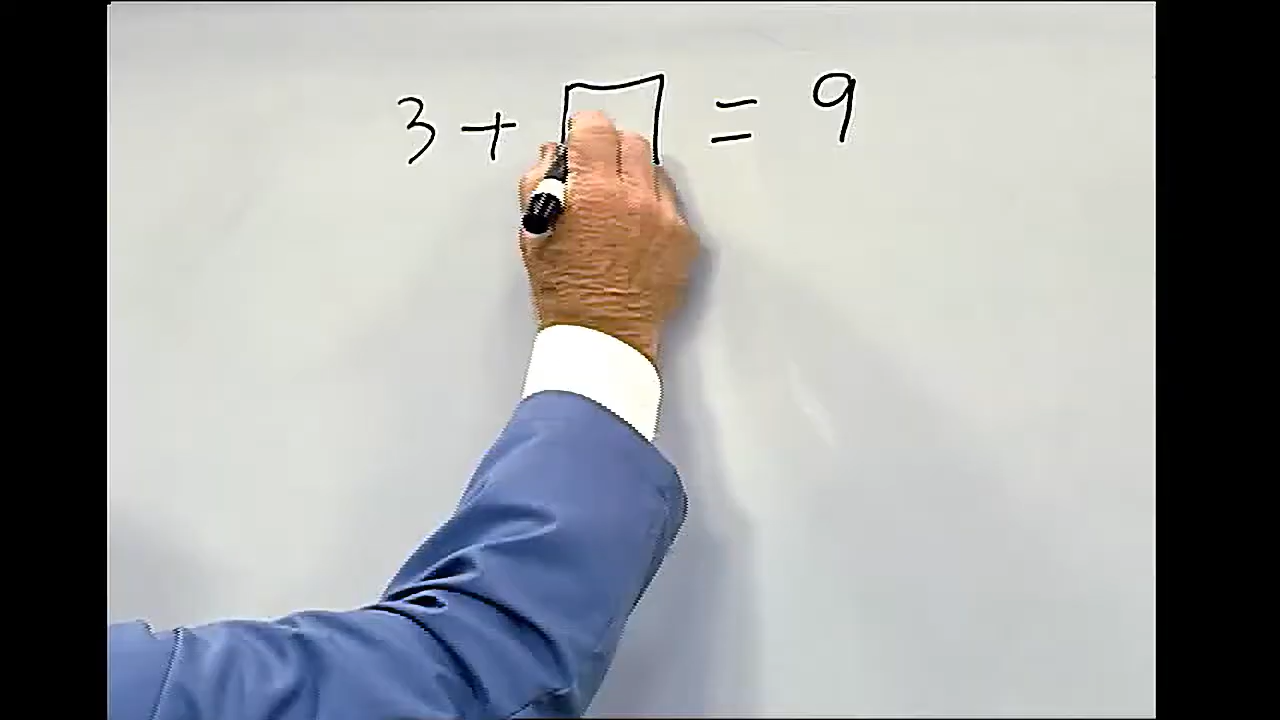 3 + □ = 9